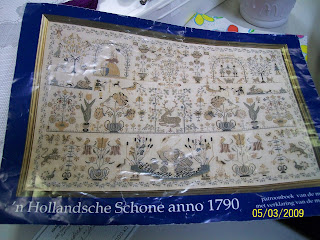 'n Hollandsche Schone anno 1790
patroonboek van de
met verklaring van de
05/03/2009